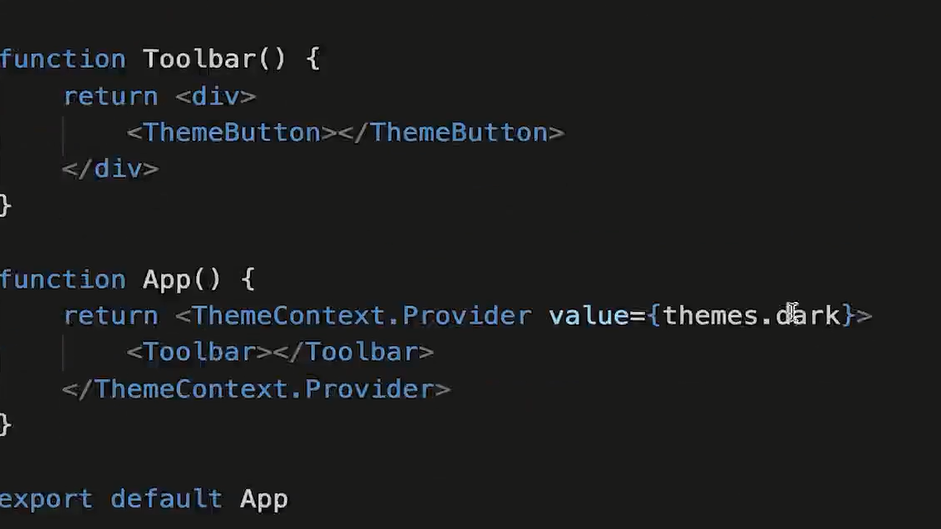 function Toolbar() {
    return <div>
        <ThemeButton></ThemeButton>
    </div>
}
function App() {
    return <ThemeContext.Provider value={themes.dark}>
        <Toolbar></Toolbar>
    </ThemeContext.Provider>
}
export default App